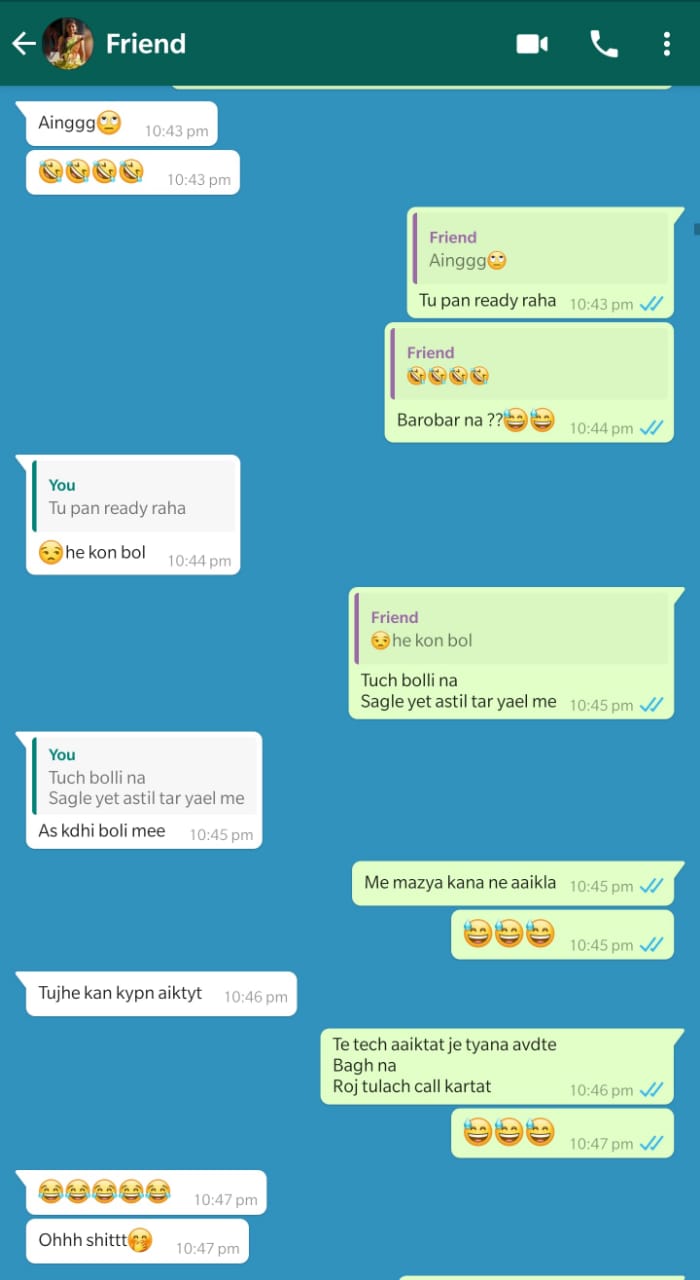 Friend
Ainggg🙄 10:43 pm
🤣🤣🤣🤣 10:43 pm
Friend
Ainggg🙄
Tu pan ready raha 10:43 pm
Friend
🤣🤣🤣🤣
Barobar na ??😅😅 10:44 pm
You
Tu pan ready raha
😒he kon bol 10:44 pm
Friend
😒he kon bol
Tuch bolli na
Sagle yet astil tar yael me 10:45 pm
You
Tuch bolli na
Sagle yet astil tar yael me
As kdhi boli mee 10:45 pm
Me mazya kana ne aaikla 10:45 pm
😅😅😅 10:45 pm
Tujhe kan kypn aiktyt 10:46 pm
Te tech aaiktat je tyana avdte
Bagh na
Roj tulach call kartat 10:46 pm
😅😅😅 10:47 pm
😂😂😂😂😂 10:47 pm
Ohhh shittt🤭 10:47 pm